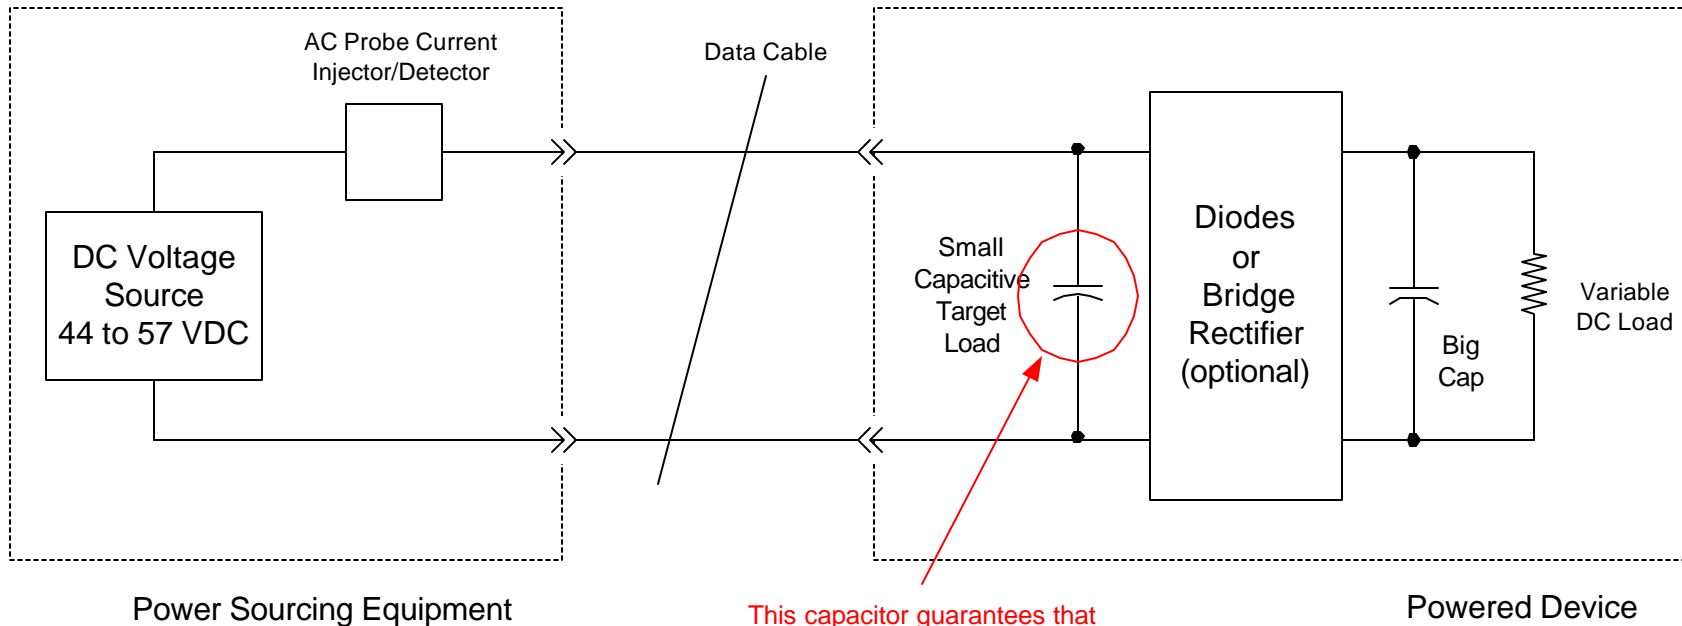 AC Probe Current
Injector/Detector
Data Cable
DC Voltage
Source
44 to 57 VDC
Small
Capacitive
Target
Load
Diodes
or
Bridge
Rectifier
(optional)
Big
Cap
Variable
DC Load
Power Sourcing Equipment
This capacitor guarantees that
Powered Device